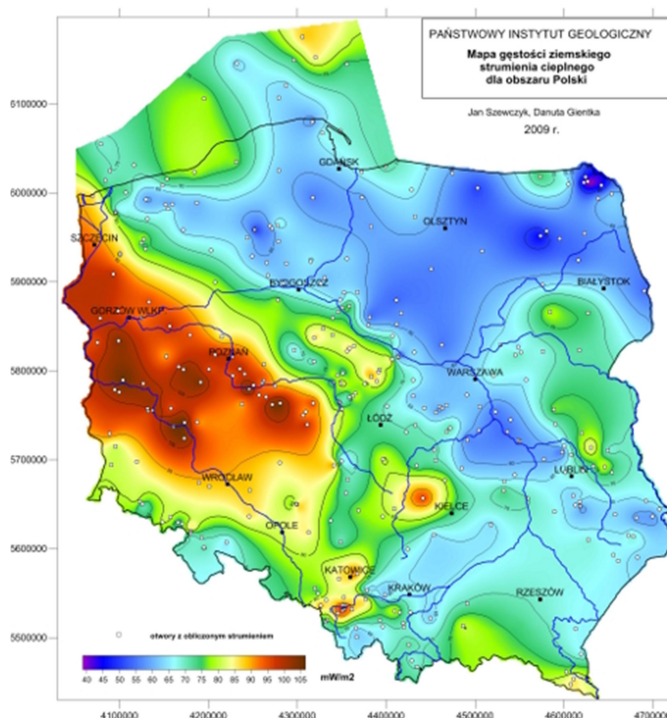 PAŃSTWOWY INSTYTUT GEOLOGICZNY
Mapa gęstości ziemskiego
strumienia cieplnego
dla obszaru Polski
Jan Szewczyk, Danuta Gientka
2009 r.
6100000
GDAŃSK
6000000
OLSZTYN
SZCZECIN
5900000
BYDGOSZCZ
BIAŁYSTOK
GORZÓW WLKP
POZNAŃ
5800000
WARSZAWA
ŁÓDŹ
5700000
LUBLIN
WROCŁAW
KIELCE
OPOLE
5600000
KATOWICE
KRAKÓW
RZESZÓW
5500000
otwory z obliczonym strumieniem
40 45 50 55 60 65 70 75 80 85 90 95 100 105
mW/m2
4100000 4200000 4300000 4400000 4500000 4600000